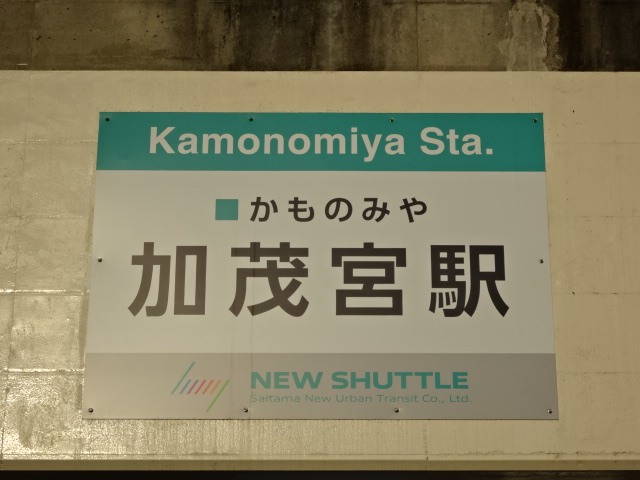 Kamonomiya Sta.
■かものみや
加茂宮駅
NEW SHUTTLE
Saitama New Urban Transit Co., Ltd.